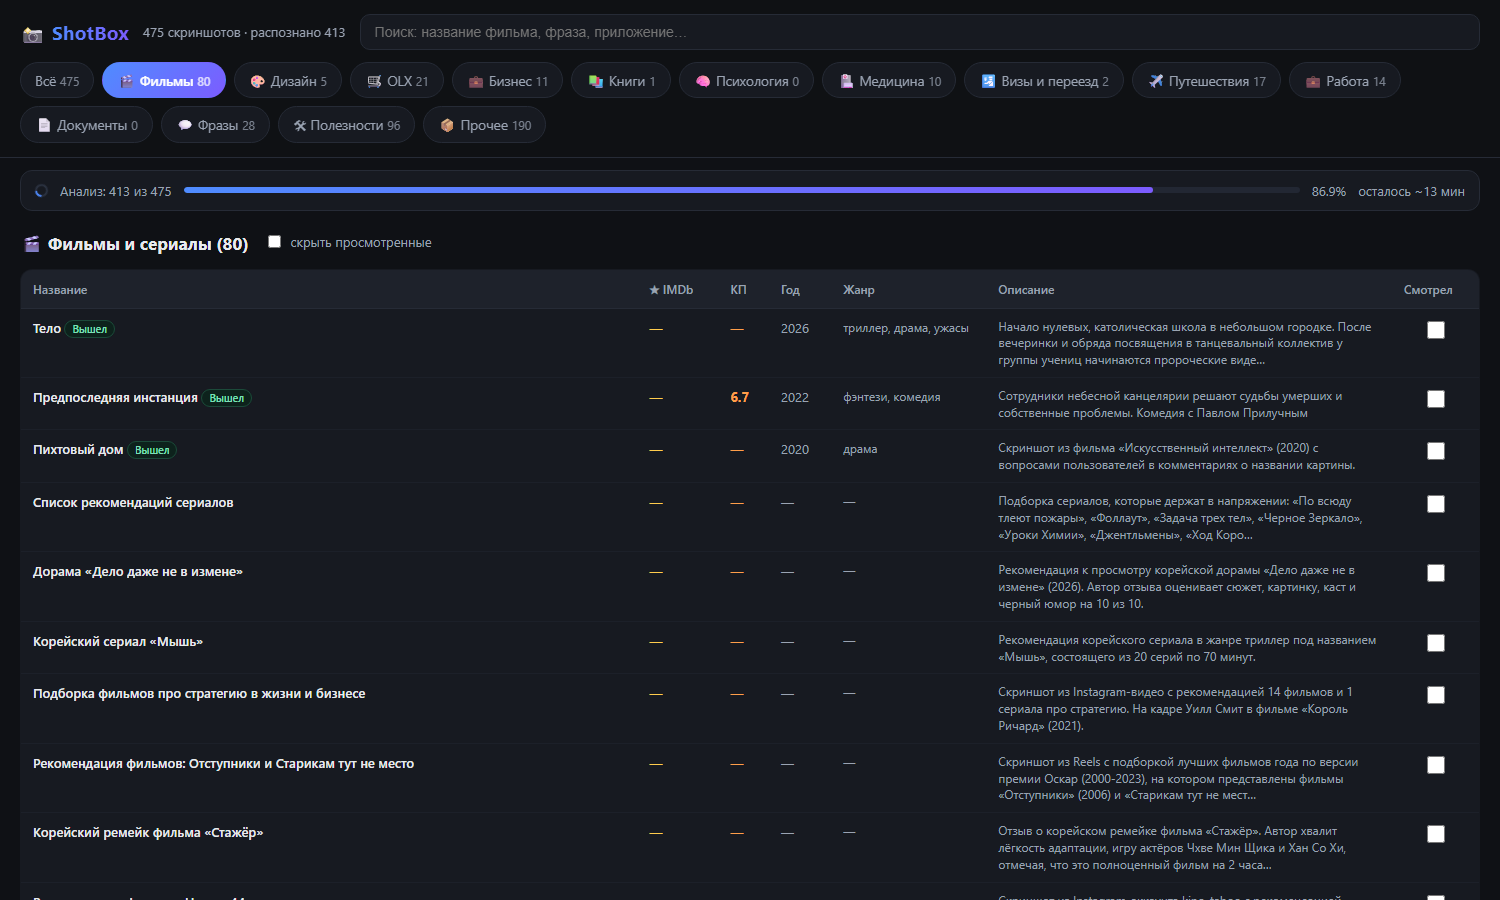 ShotBox 475 скриншотов · распознано 413 Поиск: название фильма, фраза, приложение…
Всё 475 Фильмы 80 Дизайн 5 OLX 21 Бизнес 11 Книги 1 Психология 0 Медицина 10 Визы и переезд 2 Путешествия 17 Работа 14
Документы 0 Фразы 28 Полезности 96 Прочее 190
Анализ: 413 из 475 86.9% осталось ~13 мин
Фильмы и сериалы (80) скрыть просмотренные
Название ★ IMDb КП Год Жанр Описание Смотрел
Тело Вышел — — 2026 триллер, драма, ужасы Начало нулевых, католическая школа в небольшом городке. После
вечеринки и обряда посвящения в танцевальный коллектив у
группы учениц начинаются пророческие виде...
Предпоследняя инстанция Вышел — 6.7 2022 фэнтези, комедия Сотрудники небесной канцелярии решают судьбы умерших и
собственные проблемы. Комедия с Павлом Прилучным
Пихтовый дом Вышел — — 2020 драма Скриншот из фильма «Искусственный интеллект» (2020) с
вопросами пользователей в комментариях о названии картины.
Список рекомендаций сериалов — — — — Подборка сериалов, которые держат в напряжении: «По всюду
тлеют пожары», «Фоллаут», «Задача трех тел», «Черное Зеркало»,
«Уроки Химии», «Джентльмены», «Ход Коро...
Дорама «Дело даже не в измене» — — — — Рекомендация к просмотру корейской дорамы «Дело даже не в
измене» (2026). Автор отзыва оценивает сюжет, картинку, каст и
черный юмор на 10 из 10.
Корейский сериал «Мышь» — — — — Рекомендация корейского сериала в жанре триллер под названием
«Мышь», состоящего из 20 серий по 70 минут.
Подборка фильмов про стратегию в жизни и бизнесе — — — — Скриншот из Instagram-видео с рекомендацией 14 фильмов и 1
сериала про стратегию. На кадре Уилл Смит в фильме «Король
Ричард» (2021).
Рекомендация фильмов: Отступники и Старикам тут не место — — — — Скриншот из Reels с подборкой лучших фильмов года по версии
премии Оскар (2000-2023), на котором представлены фильмы
«Отступники» (2006) и «Старикам тут не мест...
Корейский ремейк фильма «Стажёр» — — — — Отзыв о корейском ремейке фильма «Стажёр». Автор хвалит
лёгкость адаптации, игру актёров Чхве Мин Щика и Хан Со Хи,
отмечая, что это полноценный фильм на 2 часа...